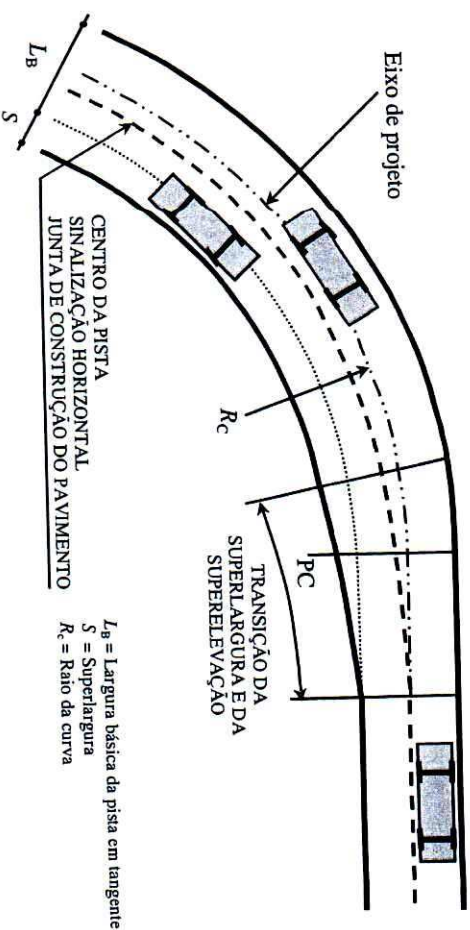 Eixo de projeto
L_B
S
R_C
PC
TRANSIÇÃO DA
SUPERLARGURA E DA
SUPERELEVAÇÃO
CENTRO DA PISTA
SINALIZAÇÃO HORIZONTAL
JUNTA DE CONSTRUÇÃO DO PAVIMENTO
L_B = Largura básica da pista em tangente
S = Superlargura
R_c = Raio da curva